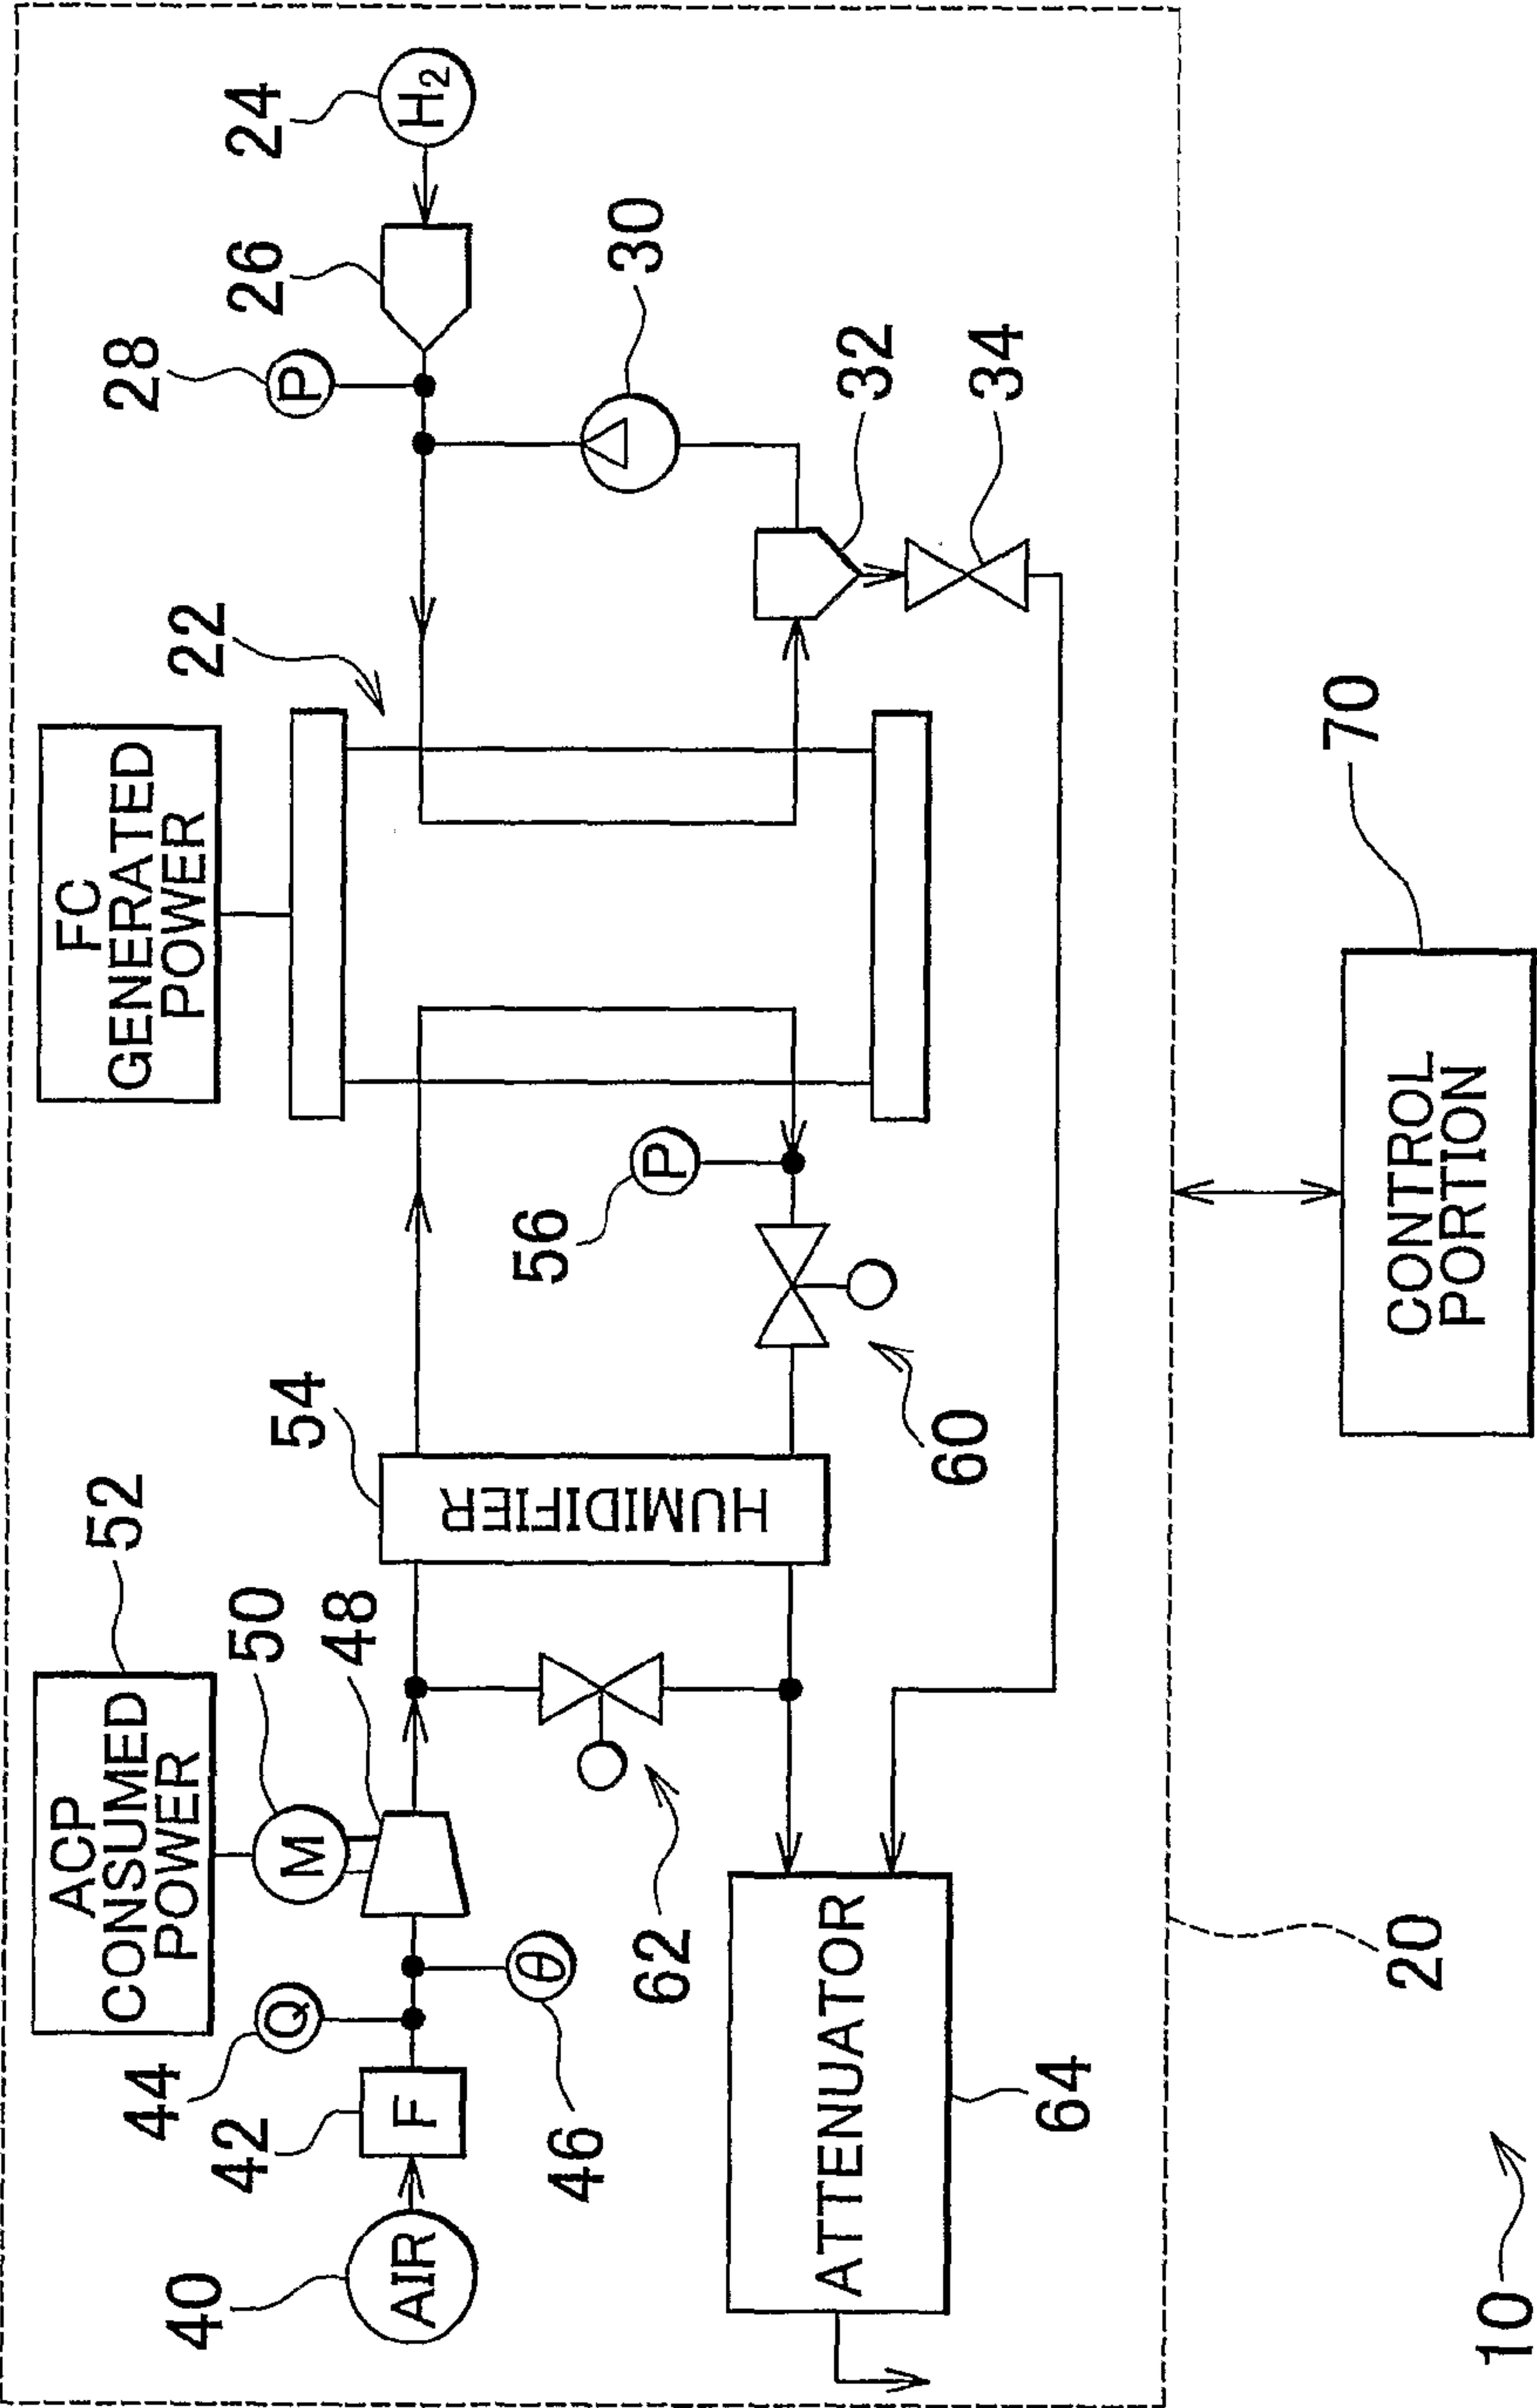 ACP
CONSUMED
POWER
52
FC
GENERATED
POWER
44
Q
50
M
48
54
22
28
P
26
24
H2
40
AIR
42
F
46
θ
62
HUMIDIFIER
56
P
60
30
32
34
ATTENUATOR
64
20
10
CONTROL
PORTION
70